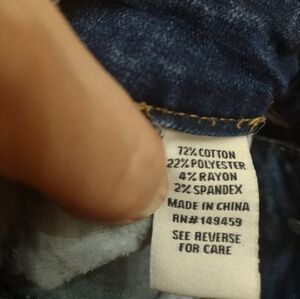 72% COTTON
22% POLYESTER
4% RAYON
2% SPANDEX
MADE IN CHINA
RN# 149459
SEE REVERSE
FOR CARE